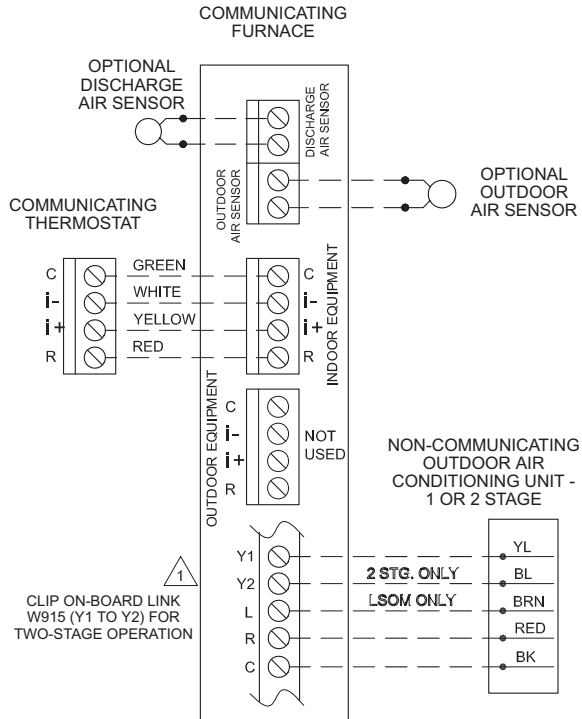 COMMUNICATING
FURNACE
OPTIONAL
DISCHARGE
AIR SENSOR
DISCHARGE
AIR SENSOR
OUTDOOR
AIR SENSOR
OPTIONAL
OUTDOOR
AIR SENSOR
COMMUNICATING
THERMOSTAT
C GREEN C
i- WHITE i-
i+ YELLOW i+
R RED R
INDOOR EQUIPMENT
OUTDOOR EQUIPMENT
C
i-
i+
R
NOT
USED
NON-COMMUNICATING
OUTDOOR AIR
CONDITIONING UNIT -
1 OR 2 STAGE
Y1 YL
Y2 2 STG. ONLY BL
L LSOM ONLY BRN
R RED
C BK
1
CLIP ON-BOARD LINK
W915 (Y1 TO Y2) FOR
TWO-STAGE OPERATION